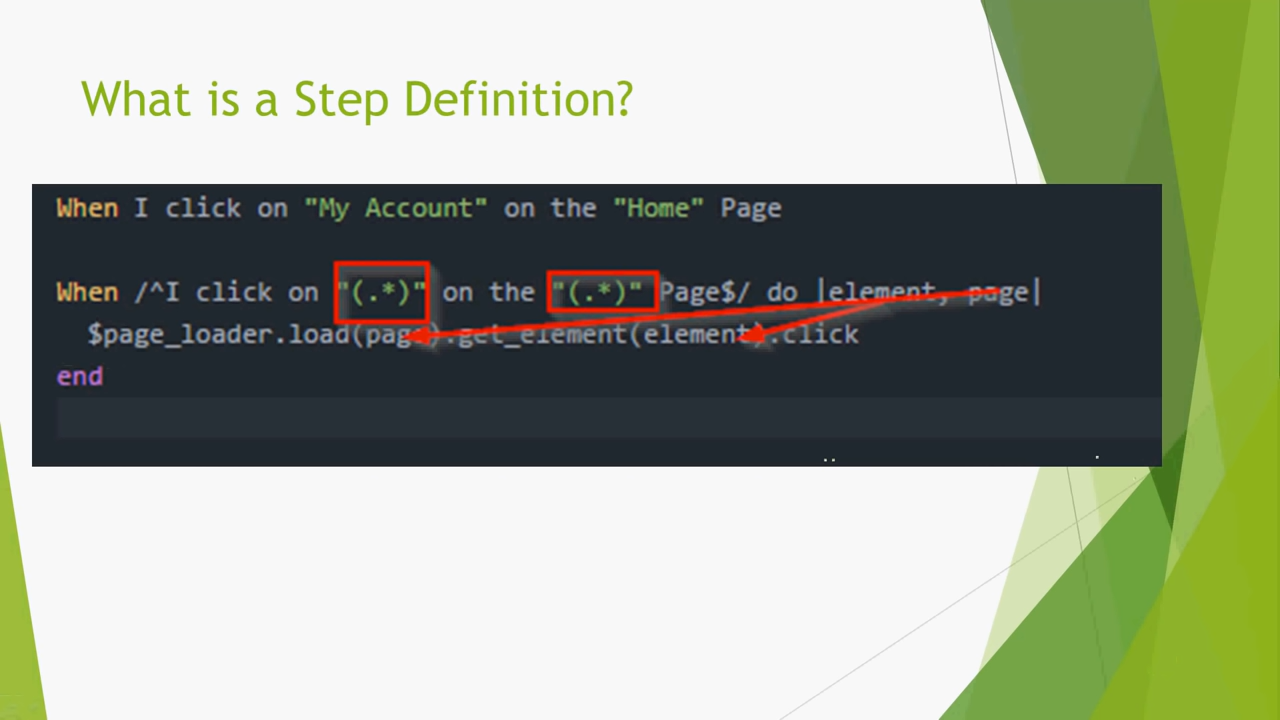 What is a Step Definition?
When I click on "My Account" on the "Home" Page
When /^I click on "(.*)" on the "(.*)" Page$/ do |element, page|
$page_loader.load(page).get_element(element).click
end